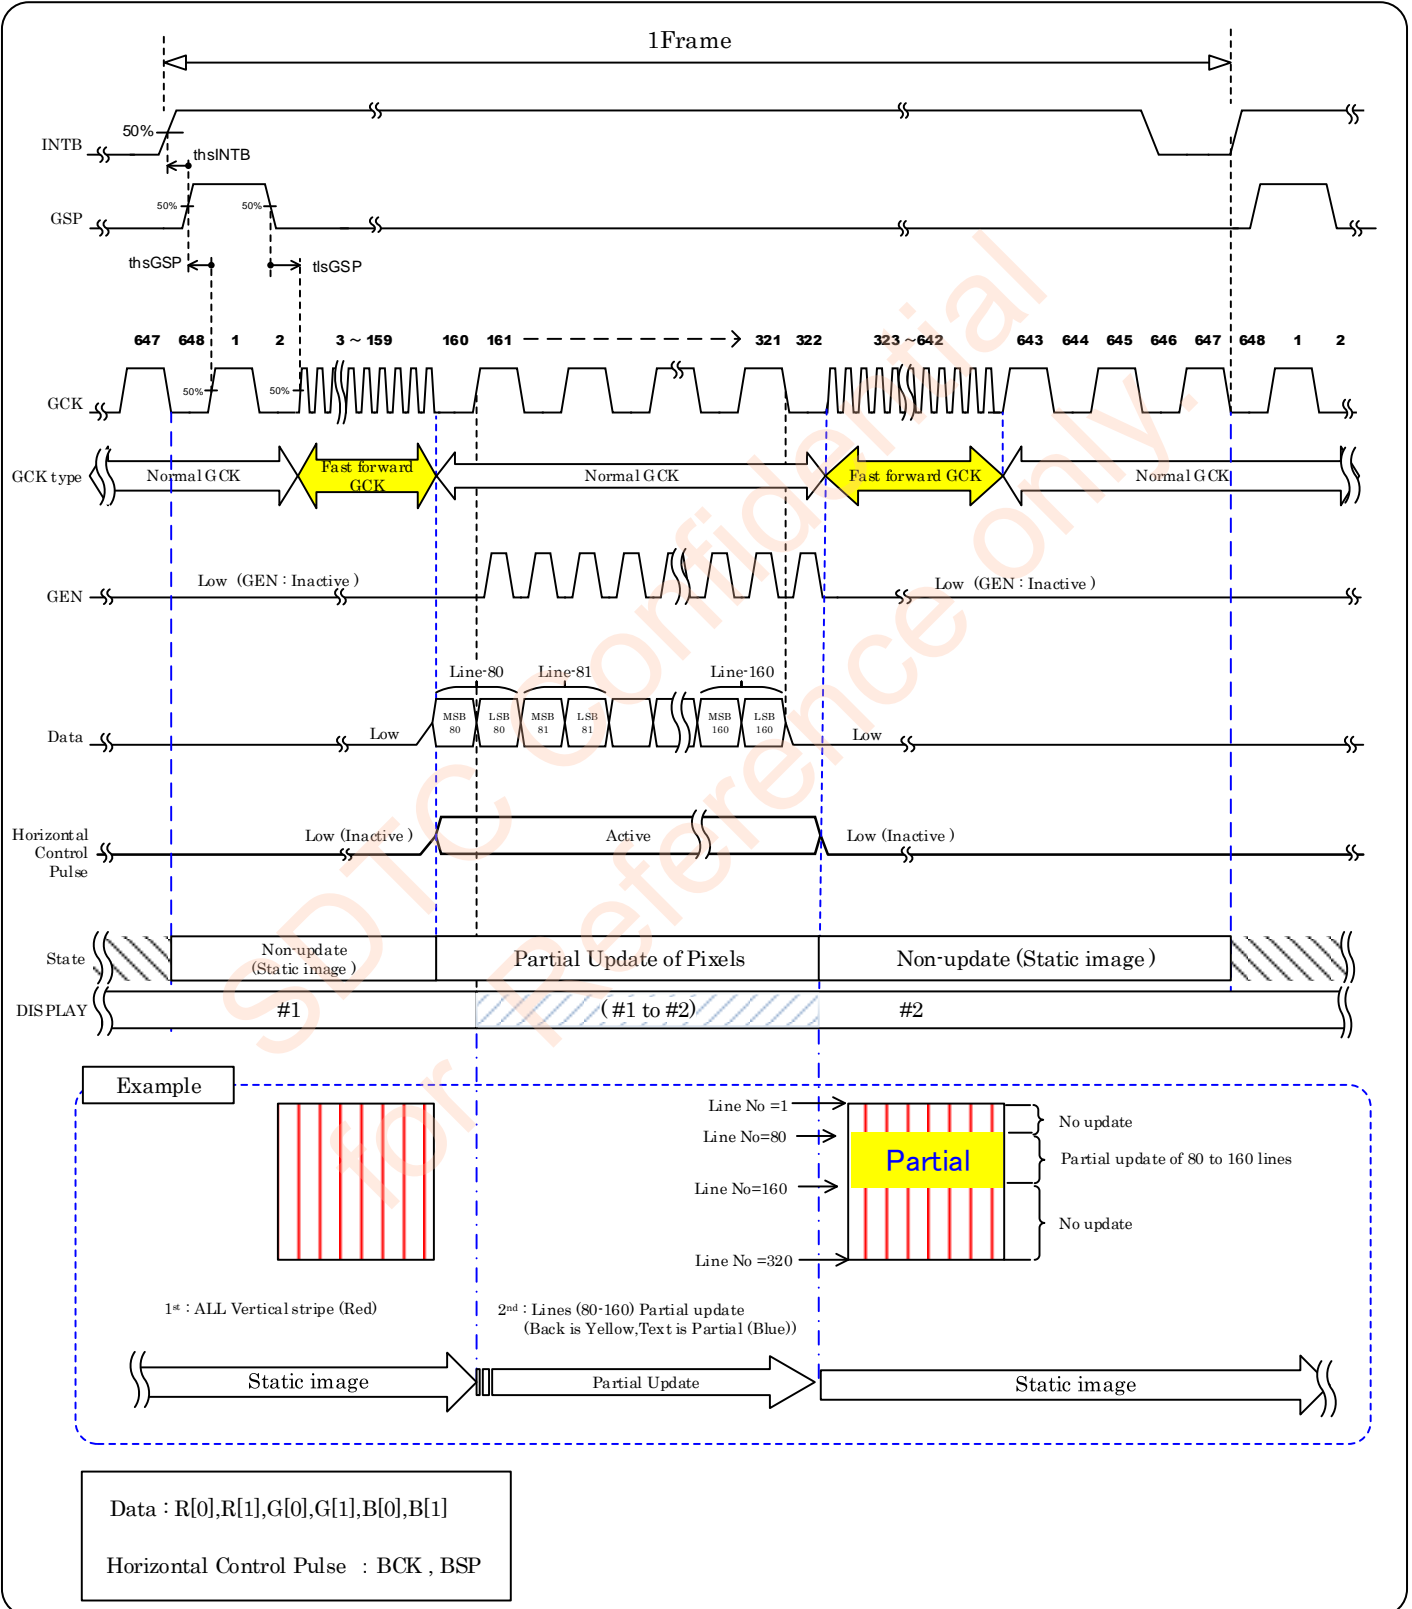 1Frame
INTB
50%
thsINTB
GSP
50%
50%
thsGSP
tlsGSP
647 648 1 2 3 ~ 159 160 161 321 322 323 ~642 643 644 645 646 647 648 1 2
GCK
50%
50%
GCK type
Normal GCK
Fast forward
GCK
Normal GCK
Fast forward GCK
Normal GCK
GEN
Low (GEN : Inactive )
Low (GEN : Inactive )
Line-80
Line-81
Line-160
Data
Low
MSB
80
LSB
80
MSB
81
LSB
81
MSB
160
LSB
160
Low
Horizontal
Control
Pulse
Low (Inactive )
Active
Low (Inactive )
State
Non-update
(Static image )
Partial Update of Pixels
Non-update (Static image )
DISPLAY
#1
( #1 to #2)
#2
Example
Line No =1
Line No=80
Line No=160
Line No =320
Partial
No update
Partial update of 80 to 160 lines
No update
1st : ALL Vertical stripe (Red)
2nd : Lines (80-160) Partial update
(Back is Yellow,Text is Partial (Blue))
Static image
Partial Update
Static image
Data : R[0],R[1],G[0],G[1],B[0],B[1]
Horizontal Control Pulse : BCK , BSP
SDTC Confidential
for Reference only.